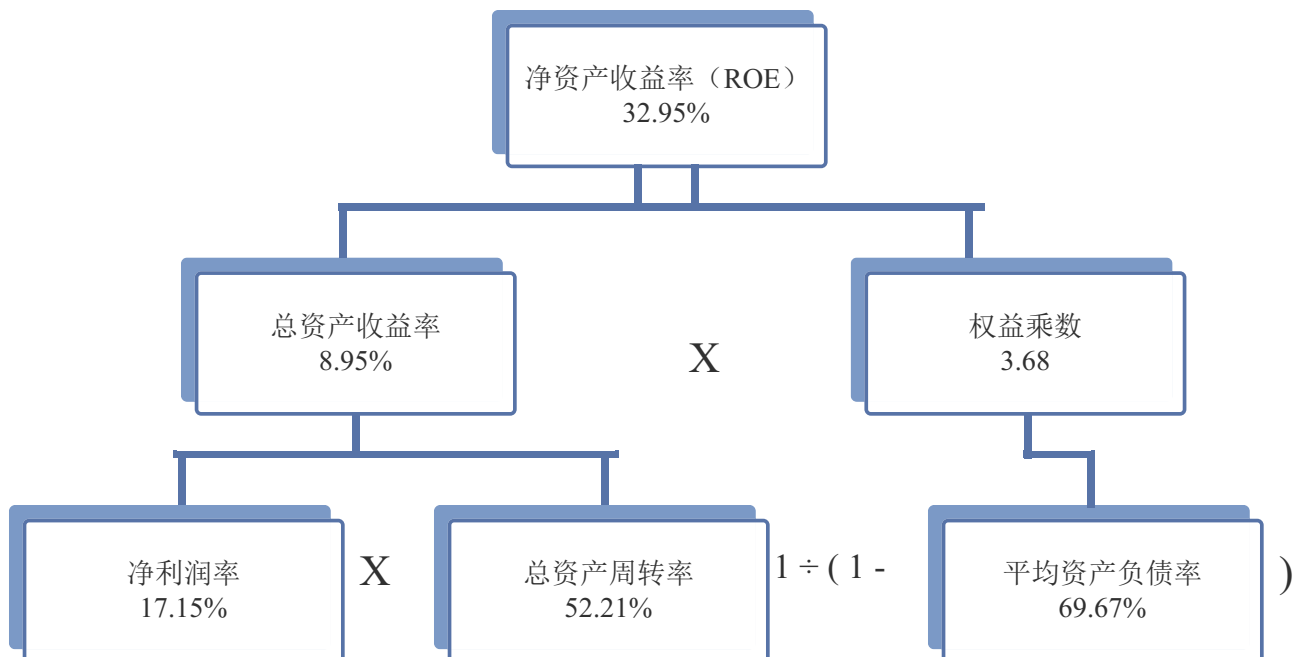 净资产收益率（ROE）
32.95%
总资产收益率
8.95%
X
权益乘数
3.68
净利润率
17.15%
X
总资产周转率
52.21%
1 ÷ ( 1 -
平均资产负债率
69.67%
)